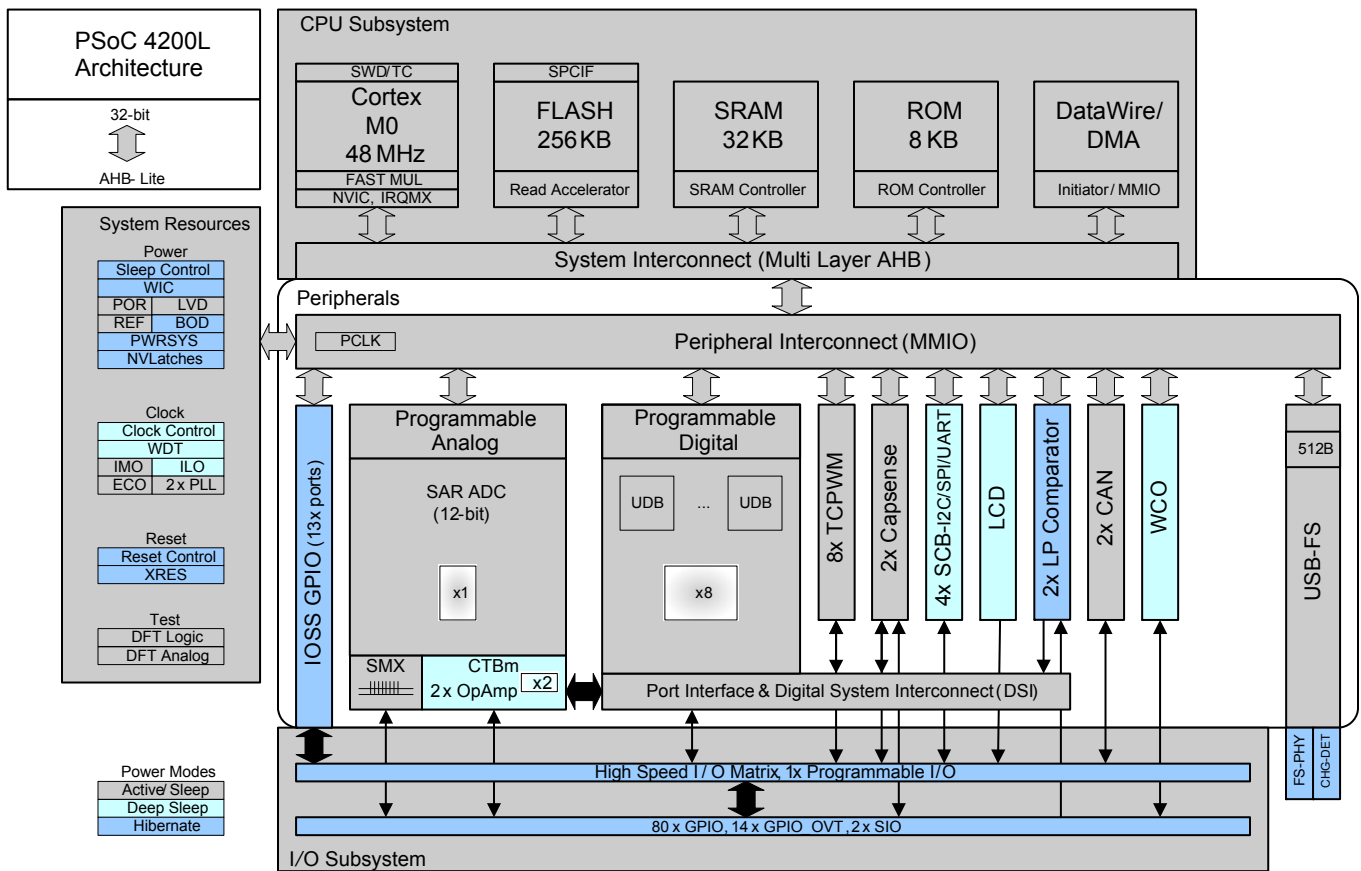 PSoC 4200L
Architecture
32-bit
AHB- Lite
CPU Subsystem
SWD/TC
Cortex
M0
48 MHz
FAST MUL
NVIC, IRQMX
SPCIF
FLASH
256KB
Read Accelerator
SRAM
32KB
SRAM Controller
ROM
8 KB
ROM Controller
DataWire/
DMA
Initiator/MMIO
System Interconnect (Multi Layer AHB)
System Resources
Power
Sleep Control
WIC
POR LVD
REF BOD
PWRSYS
NVLatches
Clock
Clock Control
WDT
IMO ILO
ECO 2x PLL
Reset
Reset Control
XRES
Test
DFT Logic
DFT Analog
Peripherals
PCLK
Peripheral Interconnect (MMIO)
IOSS GPIO (13x ports)
Programmable
Analog
SAR ADC
(12-bit)
x1
SMX
CTBm
2x OpAmp x2
Programmable
Digital
UDB ... UDB
x8
8x TCPWM
2x Capsense
4x SCB-I2C/SPI/UART
LCD
2x LP Comparator
2x CAN
WCO
512B
USB-FS
FS-PHY
CHG-DET
Port Interface & Digital System Interconnect (DSI)
Power Modes
Active/Sleep
Deep Sleep
Hibernate
High Speed I/O Matrix, 1x Programmable I/O
80x GPIO, 14x GPIO OVT, 2x SIO
I/O Subsystem